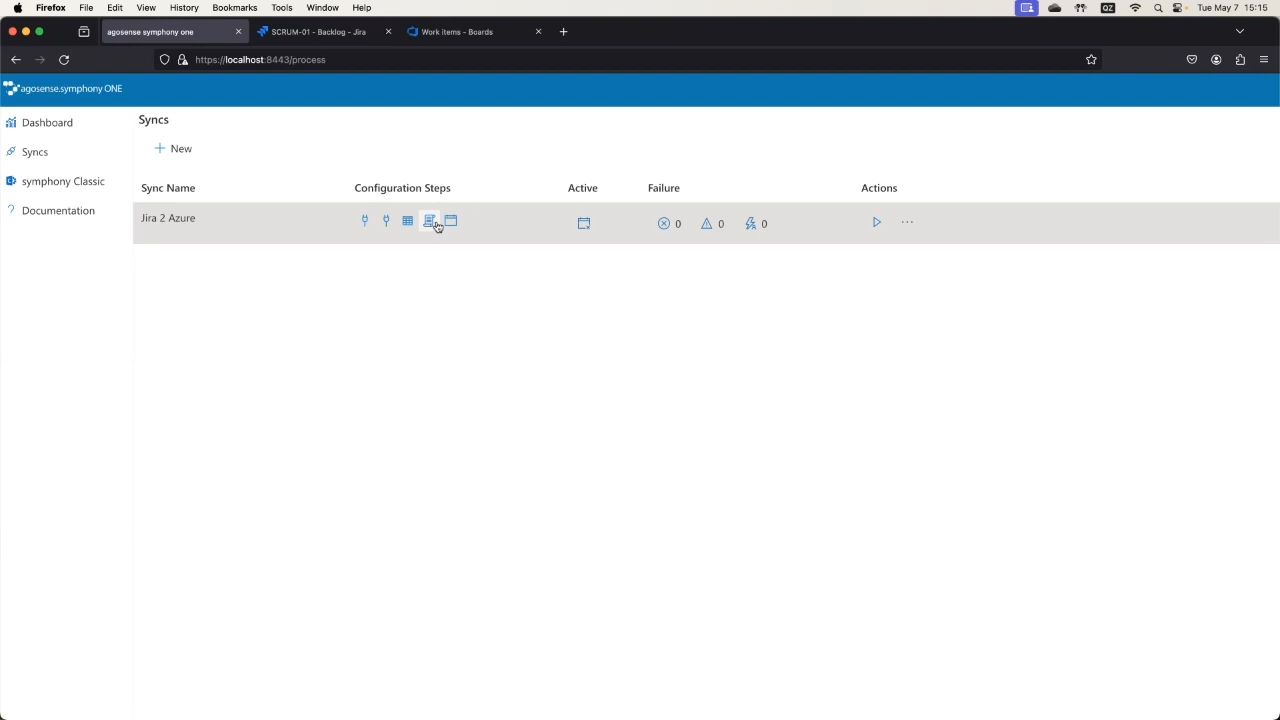 Firefox File Edit View History Bookmarks Tools Window Help QZ Tue May 7 15:15
agosense symphony one SCRUM-01 - Backlog - Jira Work items - Boards
https://localhost:8443/process
agosense.symphony ONE
Dashboard
Syncs
symphony Classic
Documentation
Syncs
New
Sync Name Configuration Steps Active Failure Actions
Jira 2 Azure 0 0 0 ...